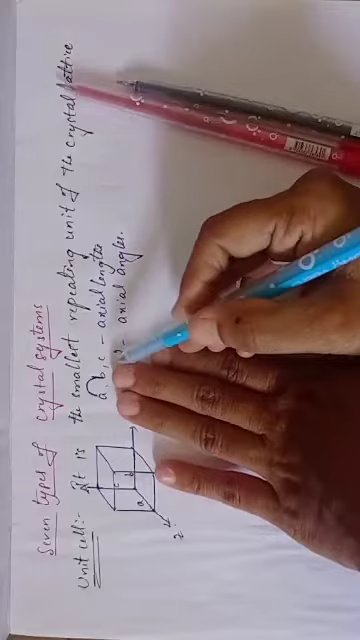 Seven types of crystal systems
Unit cell:- It is the smallest repeating unit of the crystal lattice
a, b, c - axial lengths
- axial angles.